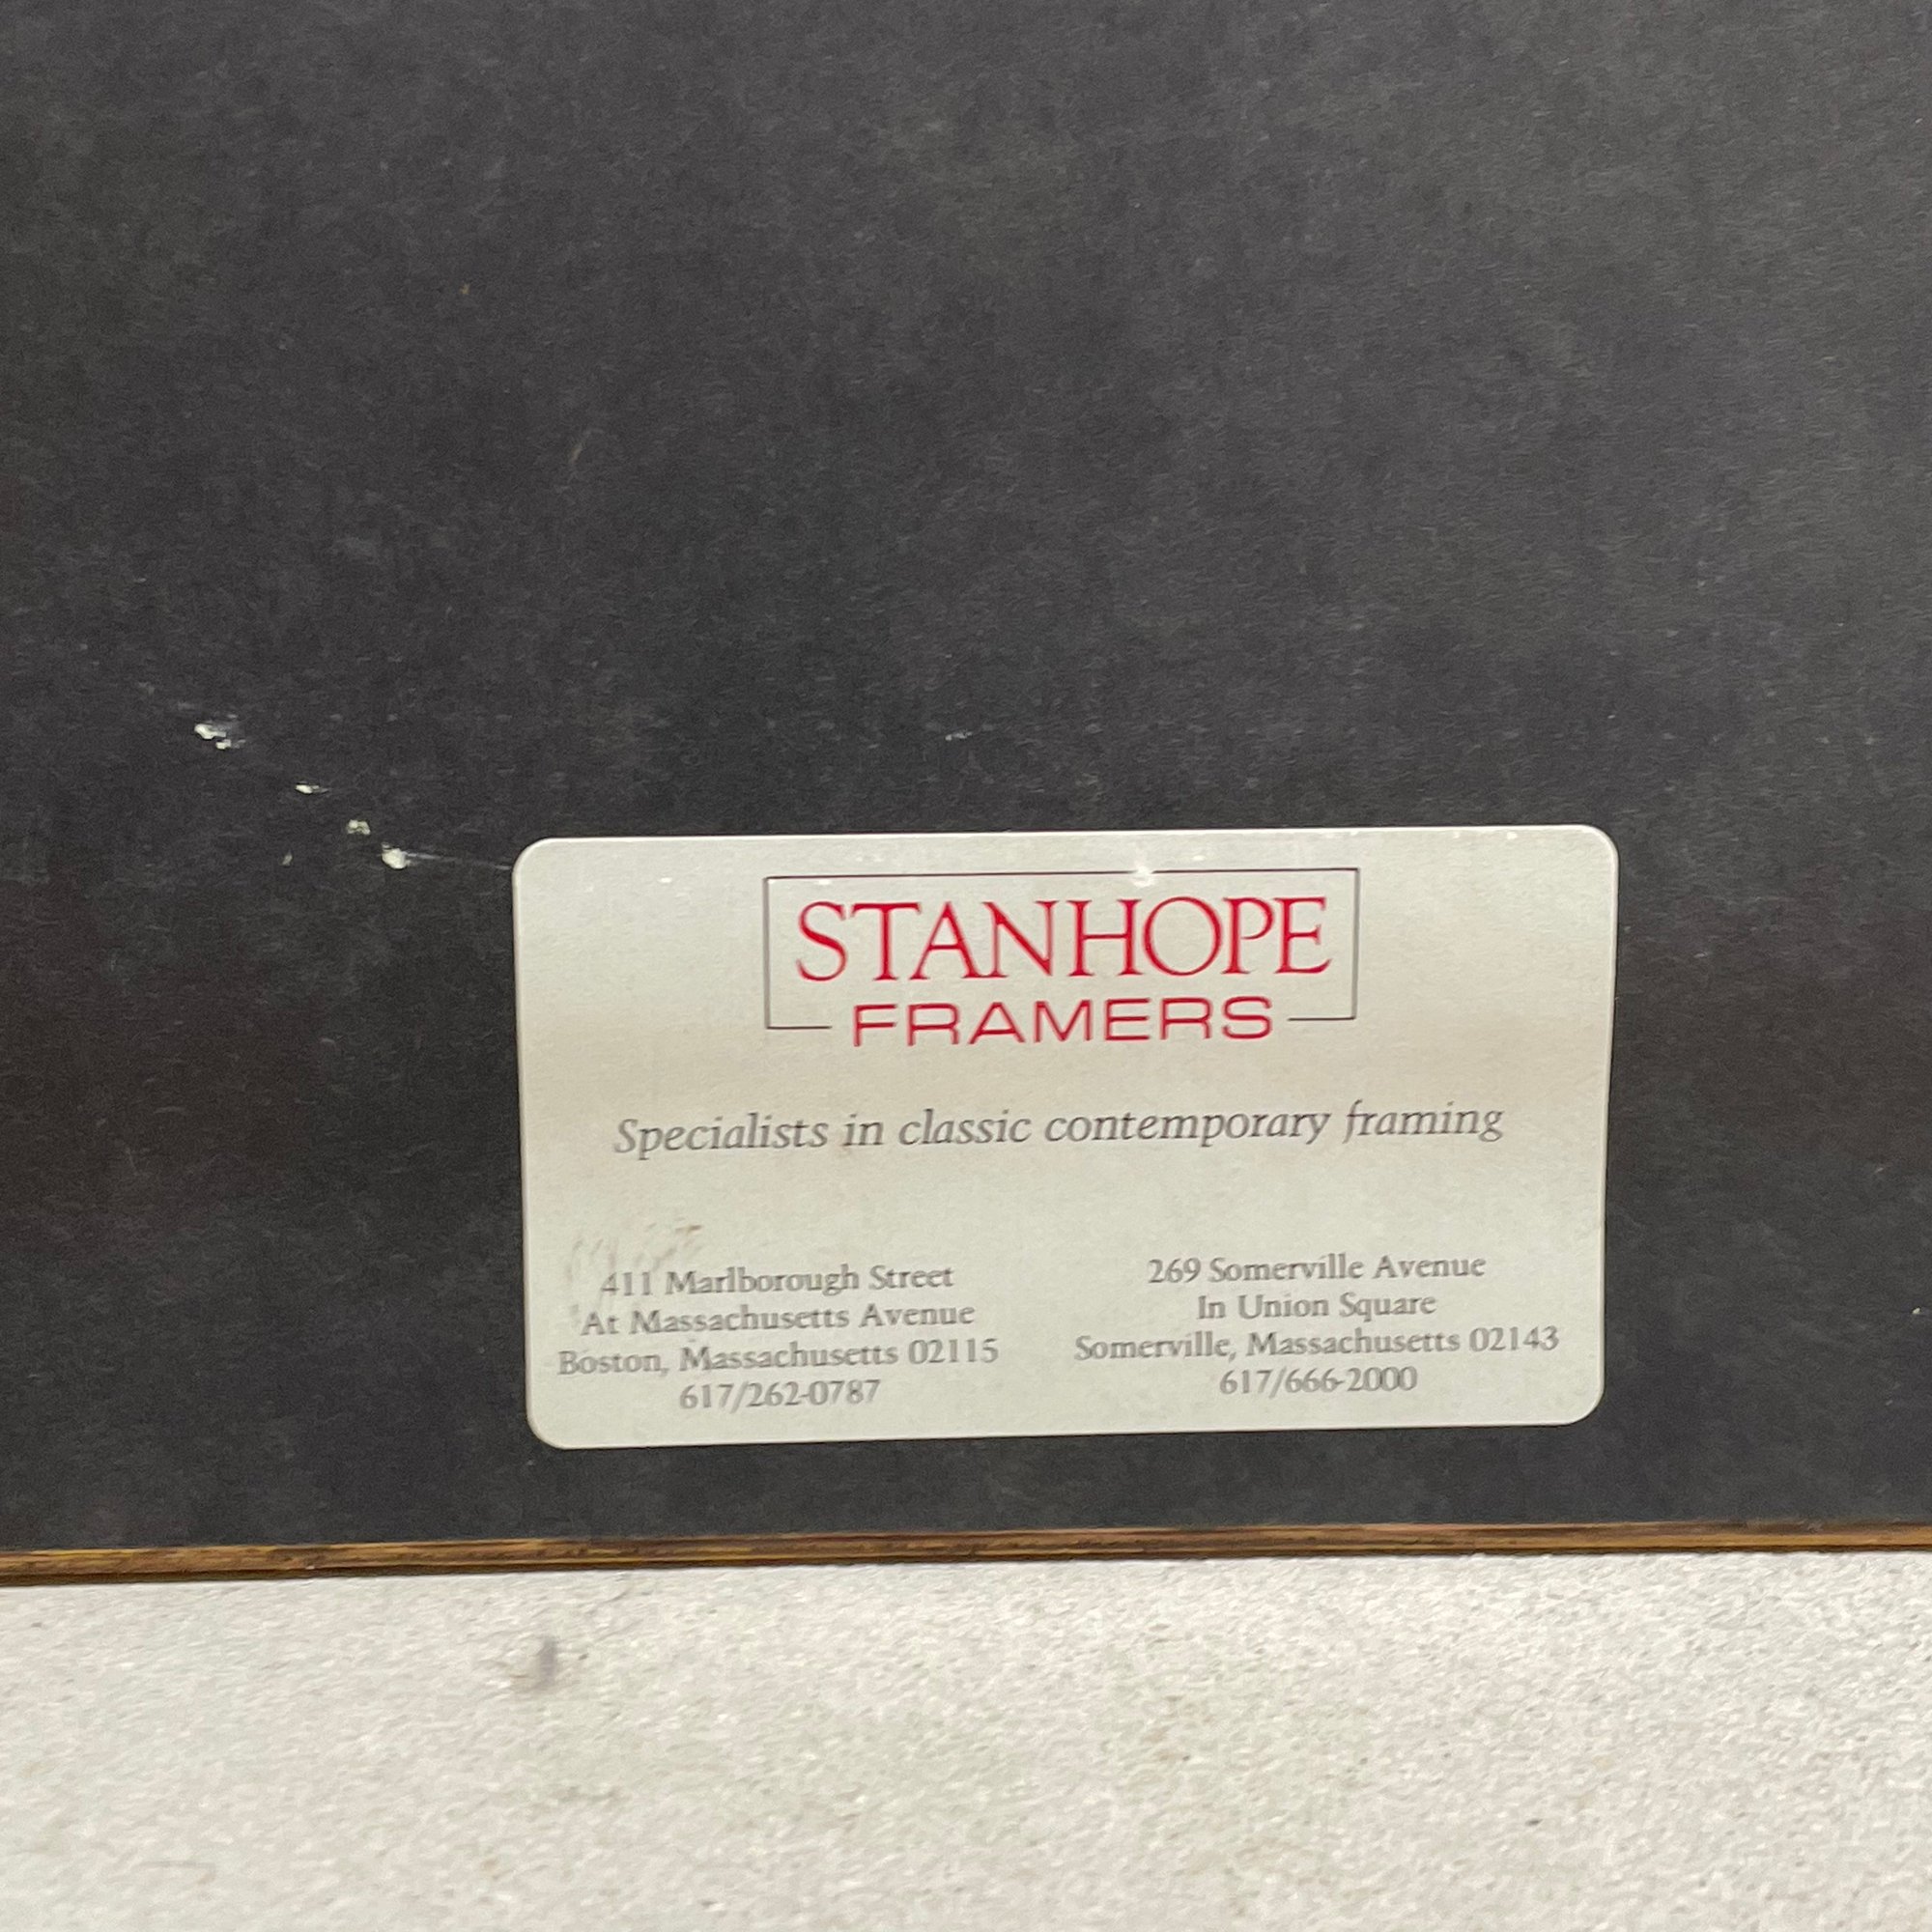 STANHOPE
FRAMERS
Specialists in classic contemporary framing
411 Marlborough Street
At Massachusetts Avenue
Boston, Massachusetts 02115
617/262-0787
269 Somerville Avenue
In Union Square
Somerville, Massachusetts 02143
617/666-2000